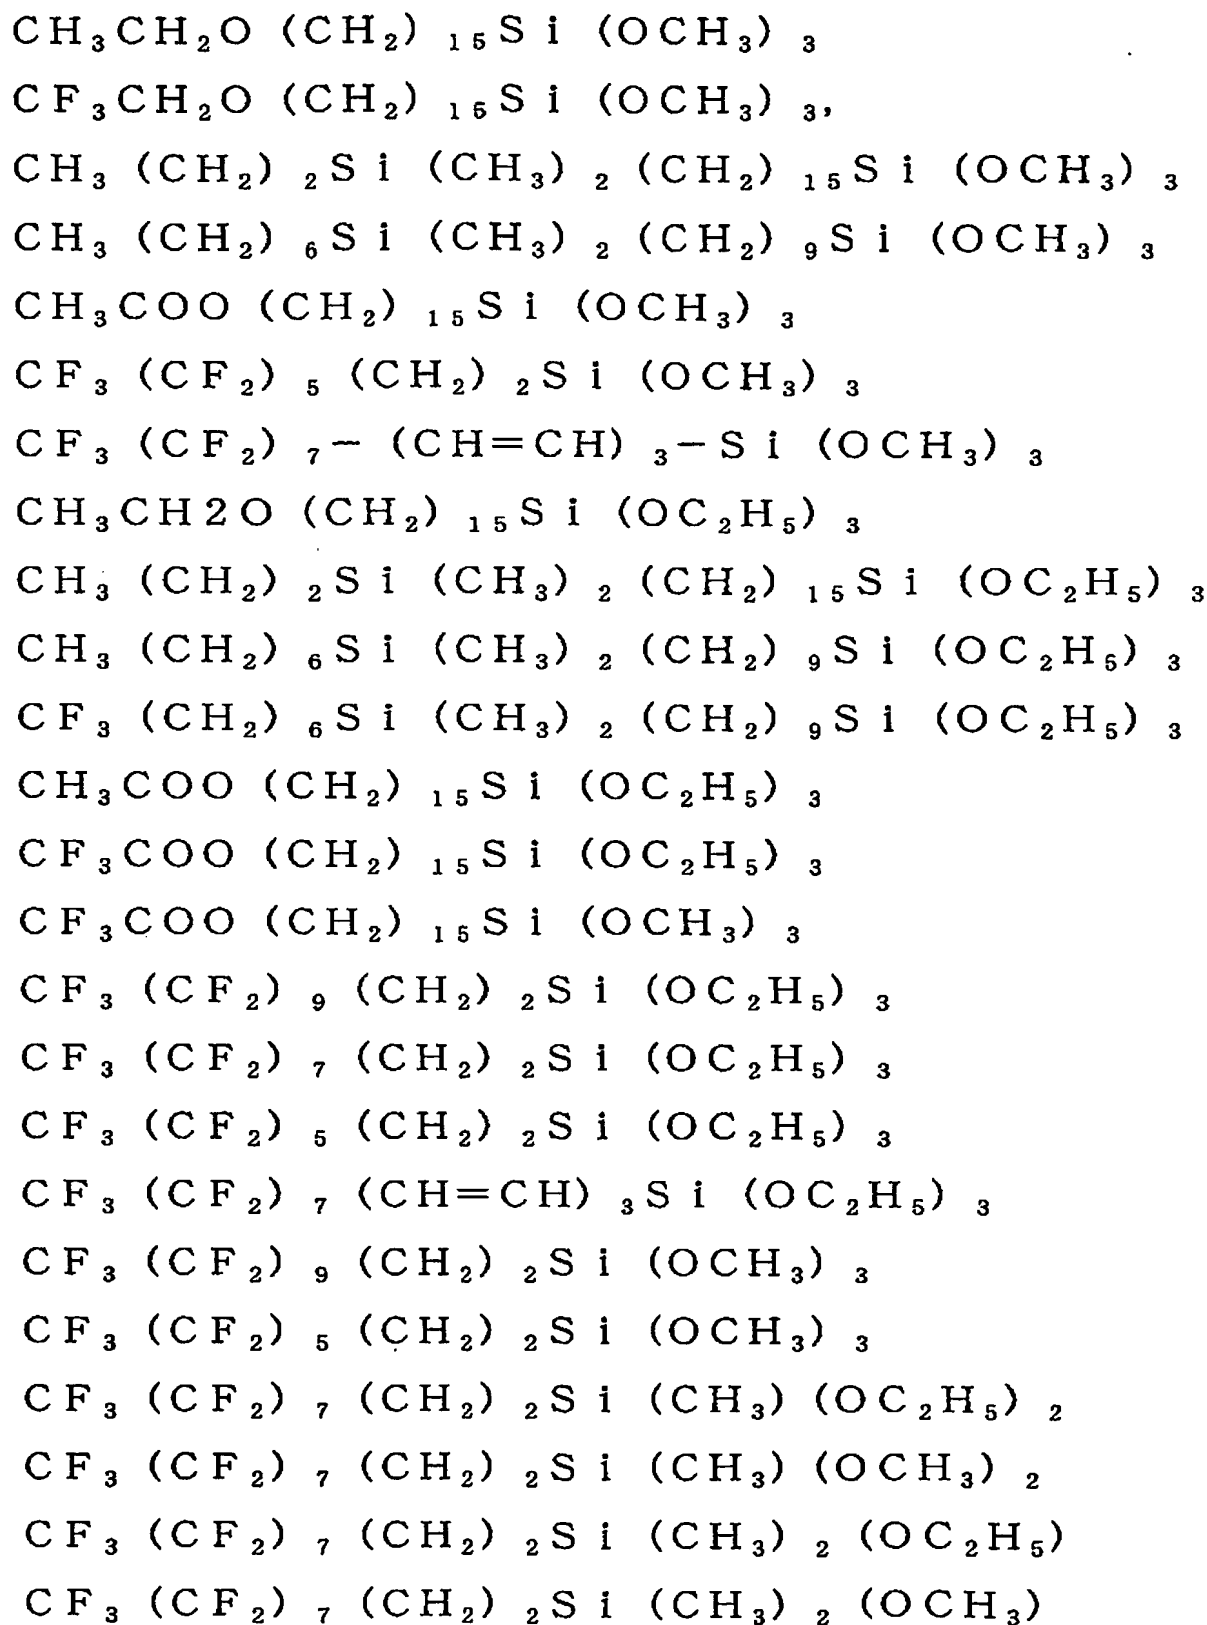 CH₃CH₂O (CH₂) ₁₅Si (OCH₃) ₃
CF₃CH₂O (CH₂) ₁₅Si (OCH₃) ₃,
CH₃ (CH₂) ₂Si (CH₃) ₂ (CH₂) ₁₅Si (OCH₃) ₃
CH₃ (CH₂) ₆Si (CH₃) ₂ (CH₂) ₉Si (OCH₃) ₃
CH₃COO (CH₂) ₁₅Si (OCH₃) ₃
CF₃ (CF₂) ₅ (CH₂) ₂Si (OCH₃) ₃
CF₃ (CF₂) ₇− (CH=CH) ₃−Si (OCH₃) ₃
CH₃CH2O (CH₂) ₁₅Si (OC₂H₅) ₃
CH₃ (CH₂) ₂Si (CH₃) ₂ (CH₂) ₁₅Si (OC₂H₅) ₃
CH₃ (CH₂) ₆Si (CH₃) ₂ (CH₂) ₉Si (OC₂H₅) ₃
CF₃ (CH₂) ₆Si (CH₃) ₂ (CH₂) ₉Si (OC₂H₅) ₃
CH₃COO (CH₂) ₁₅Si (OC₂H₅) ₃
CF₃COO (CH₂) ₁₅Si (OC₂H₅) ₃
CF₃COO (CH₂) ₁₅Si (OCH₃) ₃
CF₃ (CF₂) ₉ (CH₂) ₂Si (OC₂H₅) ₃
CF₃ (CF₂) ₇ (CH₂) ₂Si (OC₂H₅) ₃
CF₃ (CF₂) ₅ (CH₂) ₂Si (OC₂H₅) ₃
CF₃ (CF₂) ₇ (CH=CH) ₃Si (OC₂H₅) ₃
CF₃ (CF₂) ₉ (CH₂) ₂Si (OCH₃) ₃
CF₃ (CF₂) ₅ (CH₂) ₂Si (OCH₃) ₃
CF₃ (CF₂) ₇ (CH₂) ₂Si (CH₃) (OC₂H₅) ₂
CF₃ (CF₂) ₇ (CH₂) ₂Si (CH₃) (OCH₃) ₂
CF₃ (CF₂) ₇ (CH₂) ₂Si (CH₃) ₂ (OC₂H₅)
CF₃ (CF₂) ₇ (CH₂) ₂Si (CH₃) ₂ (OCH₃)